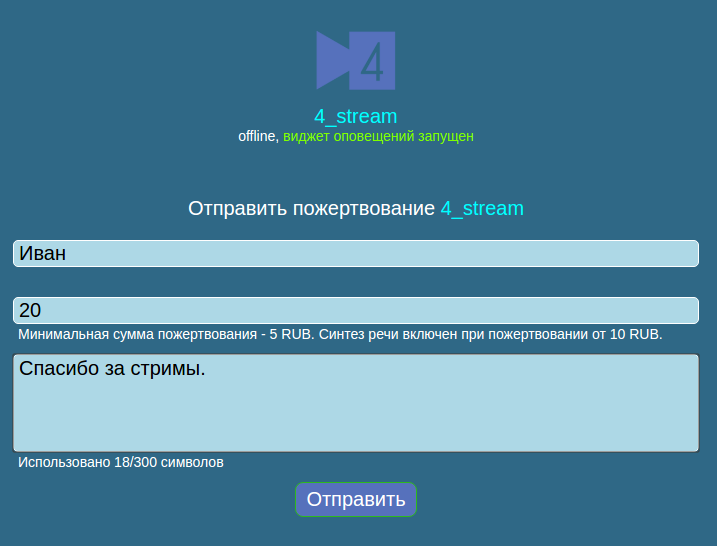 4
4_stream
offline, виджет оповещений запущен
Отправить пожертвование 4_stream
Иван
20
Минимальная сумма пожертвования - 5 RUB. Синтез речи включен при пожертвовании от 10 RUB.
Спасибо за стримы.
Использовано 18/300 символов
Отправить